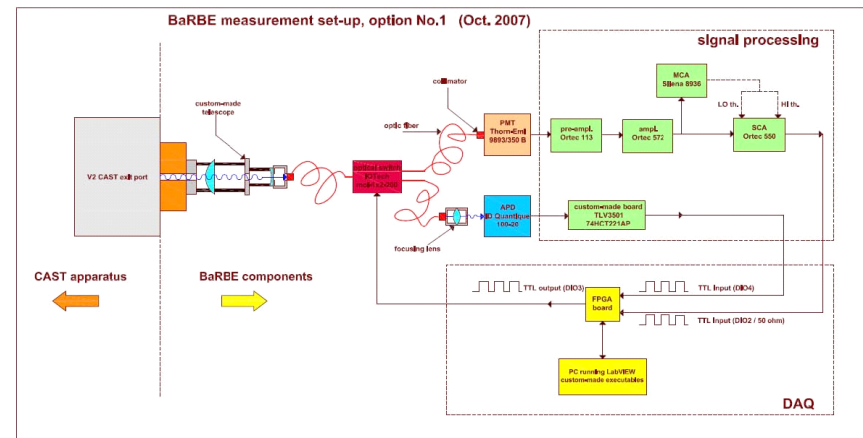 BaRBE measurement set-up, option No.1 (Oct. 2007)
signal processing
collimator
MCA
Silena 8936
custom-made
telescope
LO th.
HI th.
optic fiber
PMT
Thorn-Emi
9893/350 B
pre-ampl.
Ortec 113
ampl.
Ortec 572
SCA
Ortec 550
V2 CAST exit port
optical switch
APD
ID Quantique
100-20
custom-made board
TLV3501
74HCT221AP
focusing lens
CAST apparatus
BaRBE components
TTL output (DIO3)
FPGA
board
TTL Input (DIO4)
TTL Input (DIO2 / 50 ohm)
PC running LabVIEW
custom-made executables
DAQ